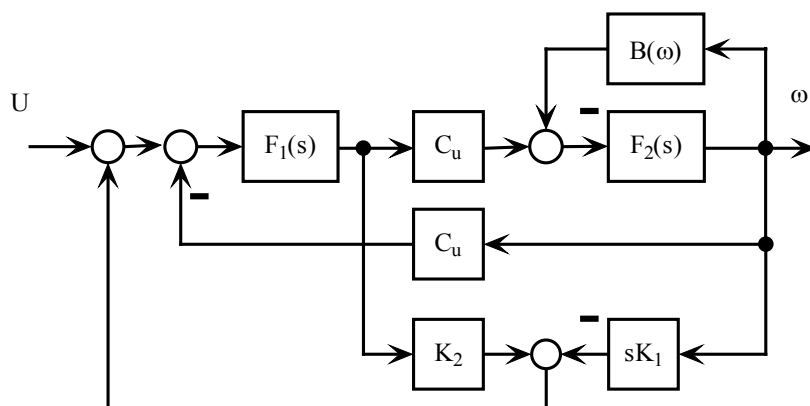 B(ω)
U
ω
F₁(s)
Cᵤ
F₂(s)
Cᵤ
K₂
sK₁